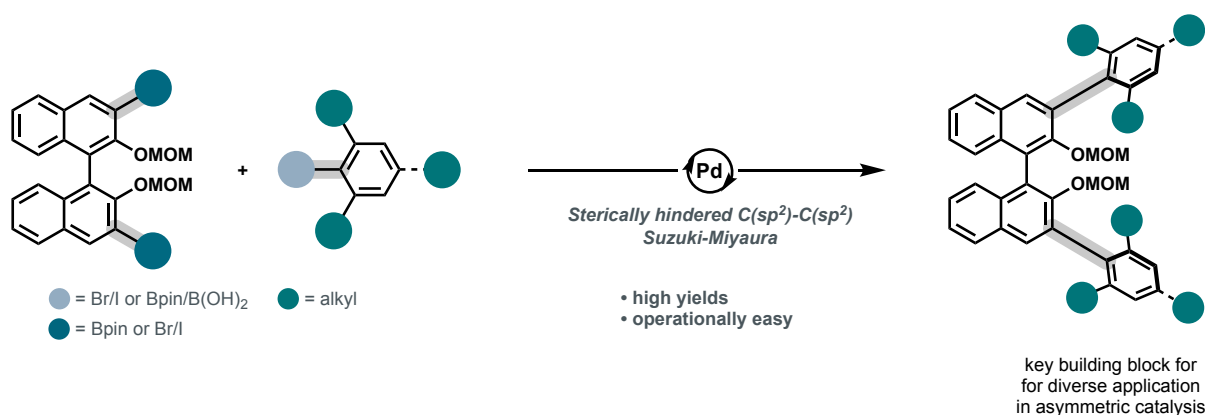 OMOM
OMOM
+
Pd
Sterically hindered C(sp²)-C(sp²)
Suzuki-Miyaura
• high yields
• operationally easy
= Br/I or Bpin/B(OH)₂
= alkyl
= Bpin or Br/I
OMOM
OMOM
key building block for
for diverse application
in asymmetric catalysis